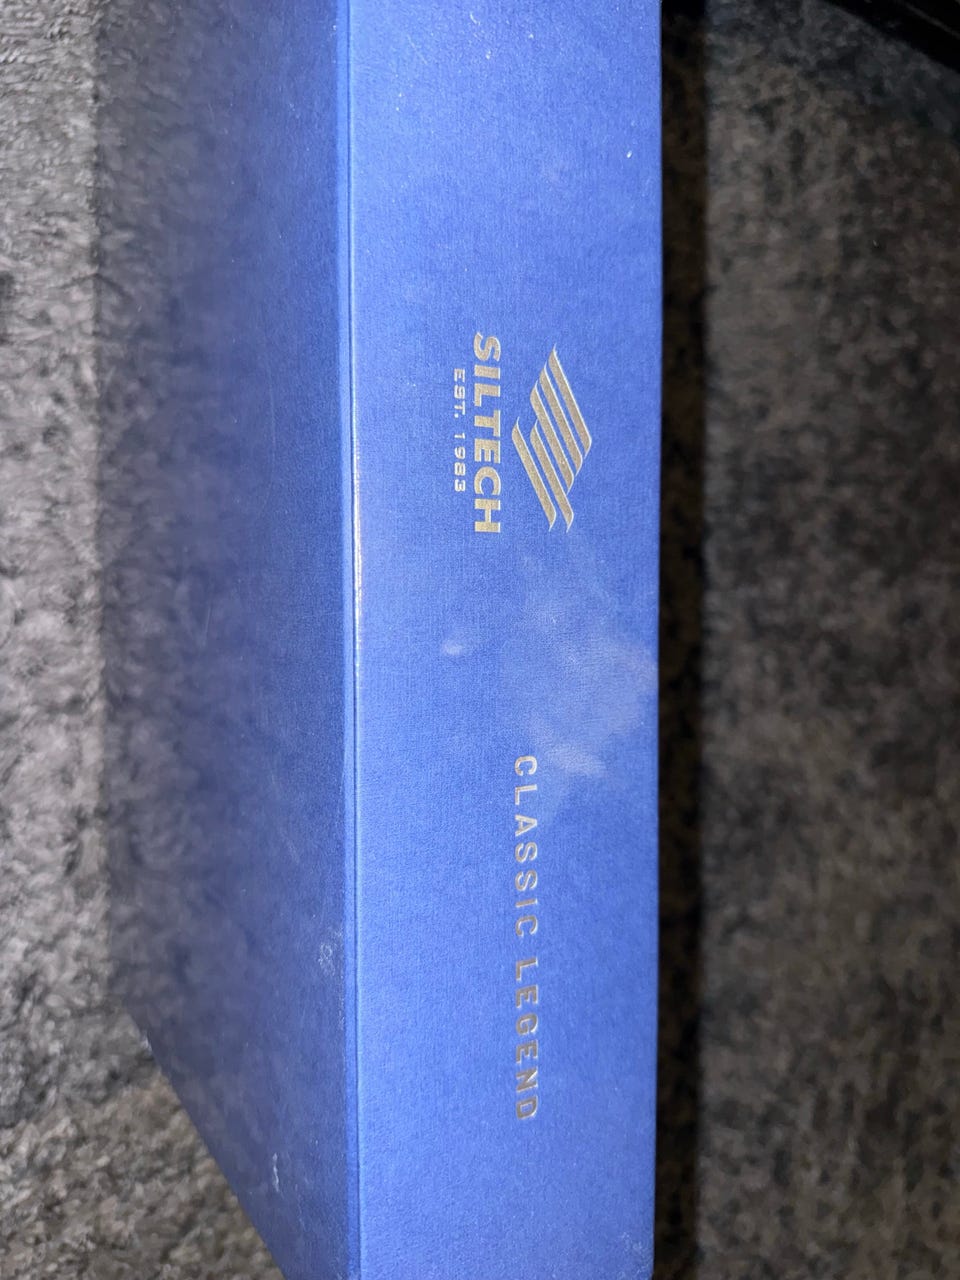 SILTECH
EST. 1983
CLASSIC LEGEND